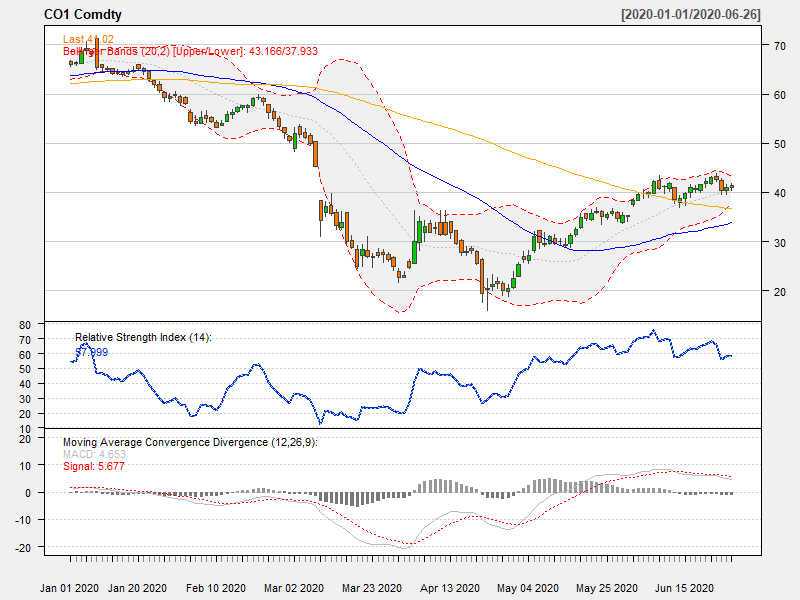 CO1 Comdty [2020-01-01/2020-06-26]
Last 41.02
Bollinger Bands (20,2) [Upper/Lower]: 43.166/37.933
70
60
50
40
30
20
Relative Strength Index (14):
57.999
80
70
60
50
40
30
20
10
Moving Average Convergence Divergence (12,26,9):
MACD: 4.653
Signal: 5.677
20
10
0
-10
-20
Jan 01 2020 Jan 20 2020 Feb 10 2020 Mar 02 2020 Mar 23 2020 Apr 13 2020 May 04 2020 May 25 2020 Jun 15 2020